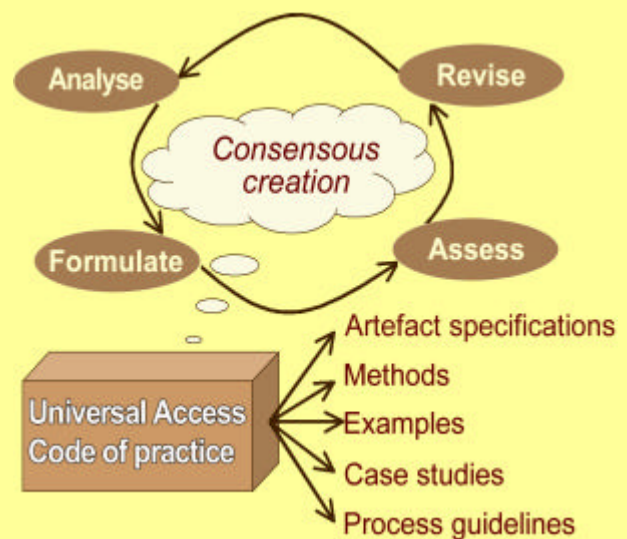 Analyse
Revise
Consensous
creation
Formulate
Assess
Artefact specifications
Methods
Universal Access
Code of practice
Examples
Case studies
Process guidelines